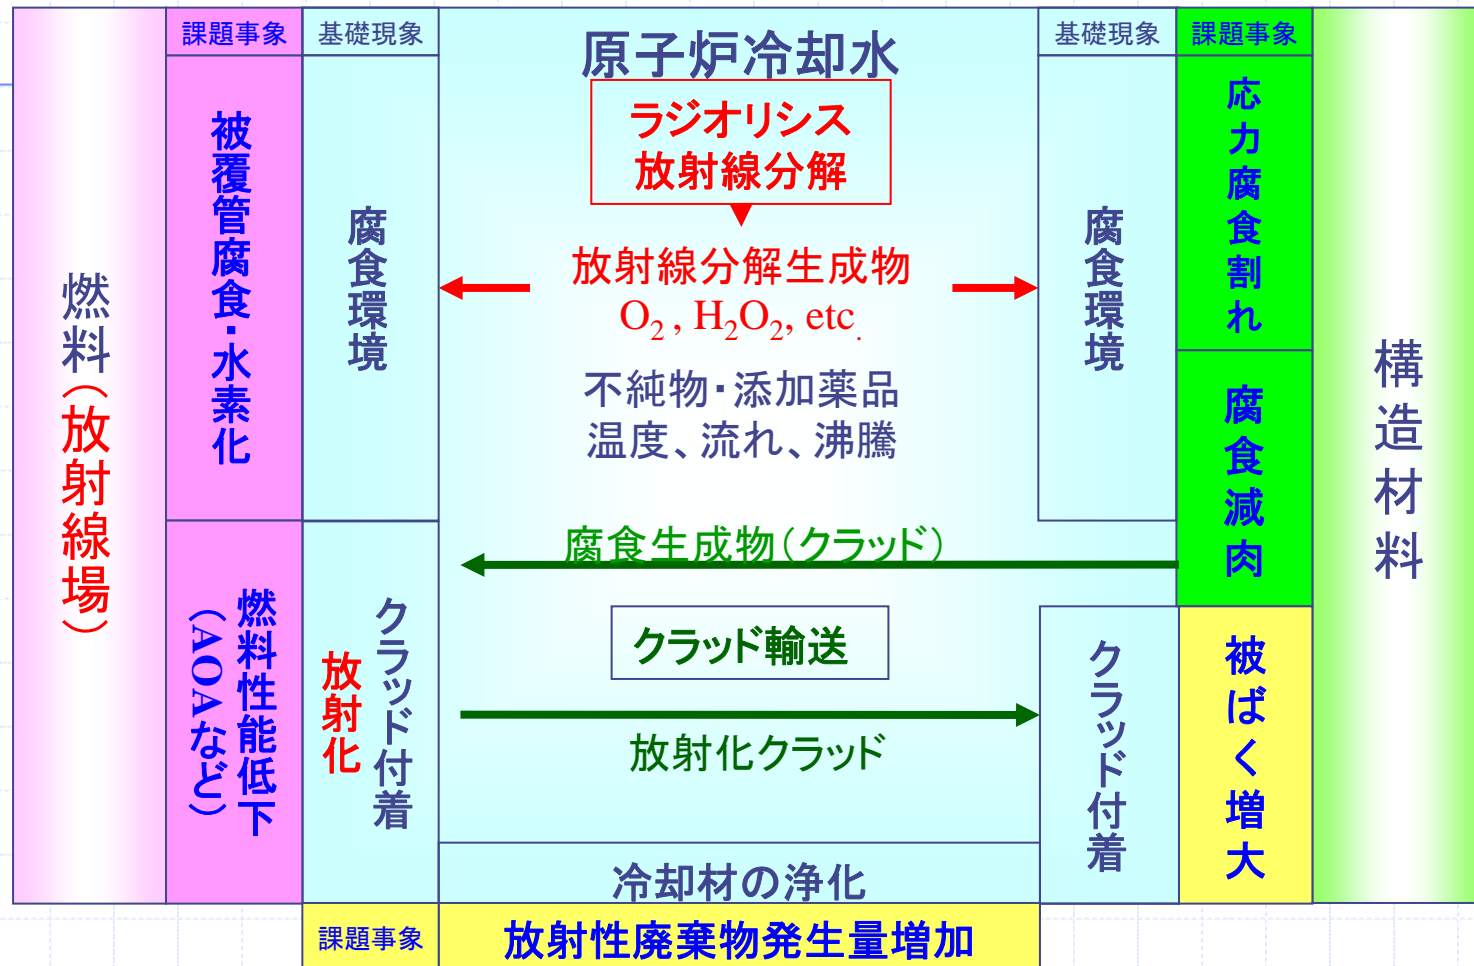 課題事象
基礎現象
原子炉冷却水
基礎現象
課題事象
ラジオリシス
放射線分解
放射線分解生成物
O₂ , H₂O₂, etc.
不純物・添加薬品
温度、流れ、沸騰
燃料(放射線場)
被覆管腐食・水素化
腐食環境
腐食環境
応力腐食割れ
腐食減肉
構造材料
腐食生成物(クラッド)
クラッド輸送
放射化クラッド
燃料性能低下
(AOAなど)
クラッド付着
放射化
クラッド付着
被ばく増大
冷却材の浄化
課題事象
放射性廃棄物発生量増加